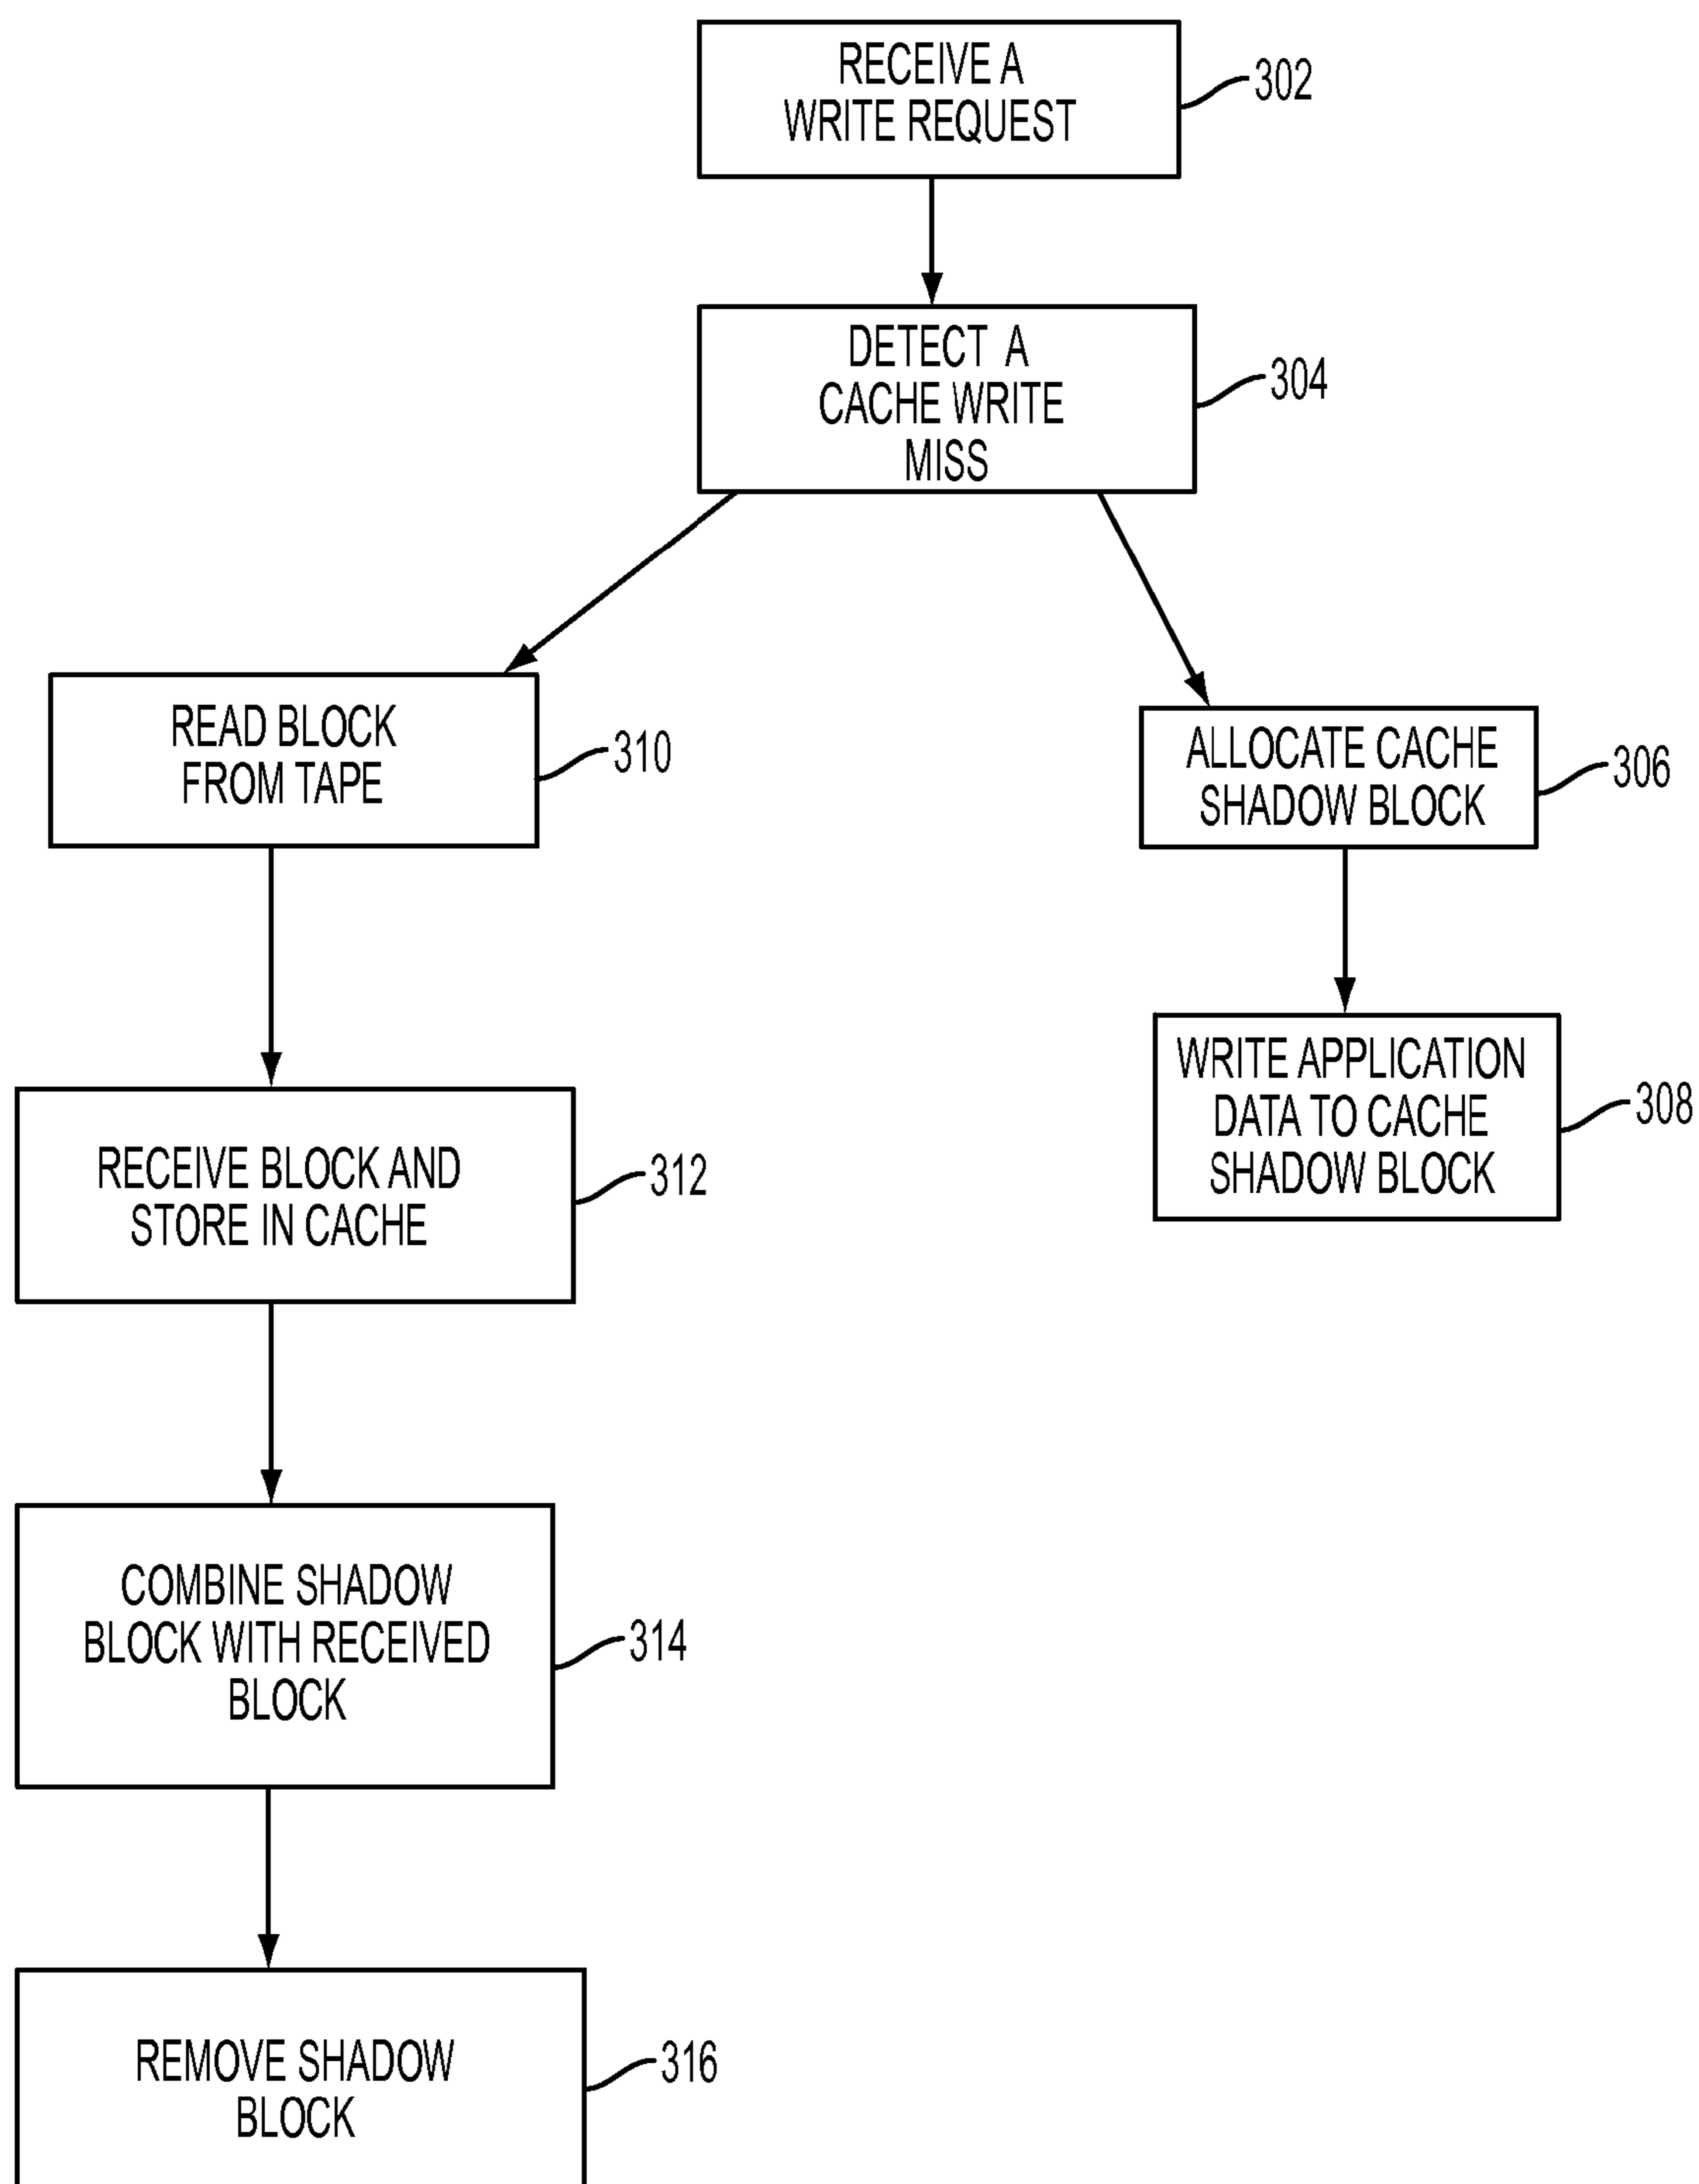 RECEIVE A
WRITE REQUEST
302
DETECT A
CACHE WRITE
MISS
304
READ BLOCK
FROM TAPE
310
ALLOCATE CACHE
SHADOW BLOCK
306
WRITE APPLICATION
DATA TO CACHE
SHADOW BLOCK
308
RECEIVE BLOCK AND
STORE IN CACHE
312
COMBINE SHADOW
BLOCK WITH RECEIVED
BLOCK
314
REMOVE SHADOW
BLOCK
316